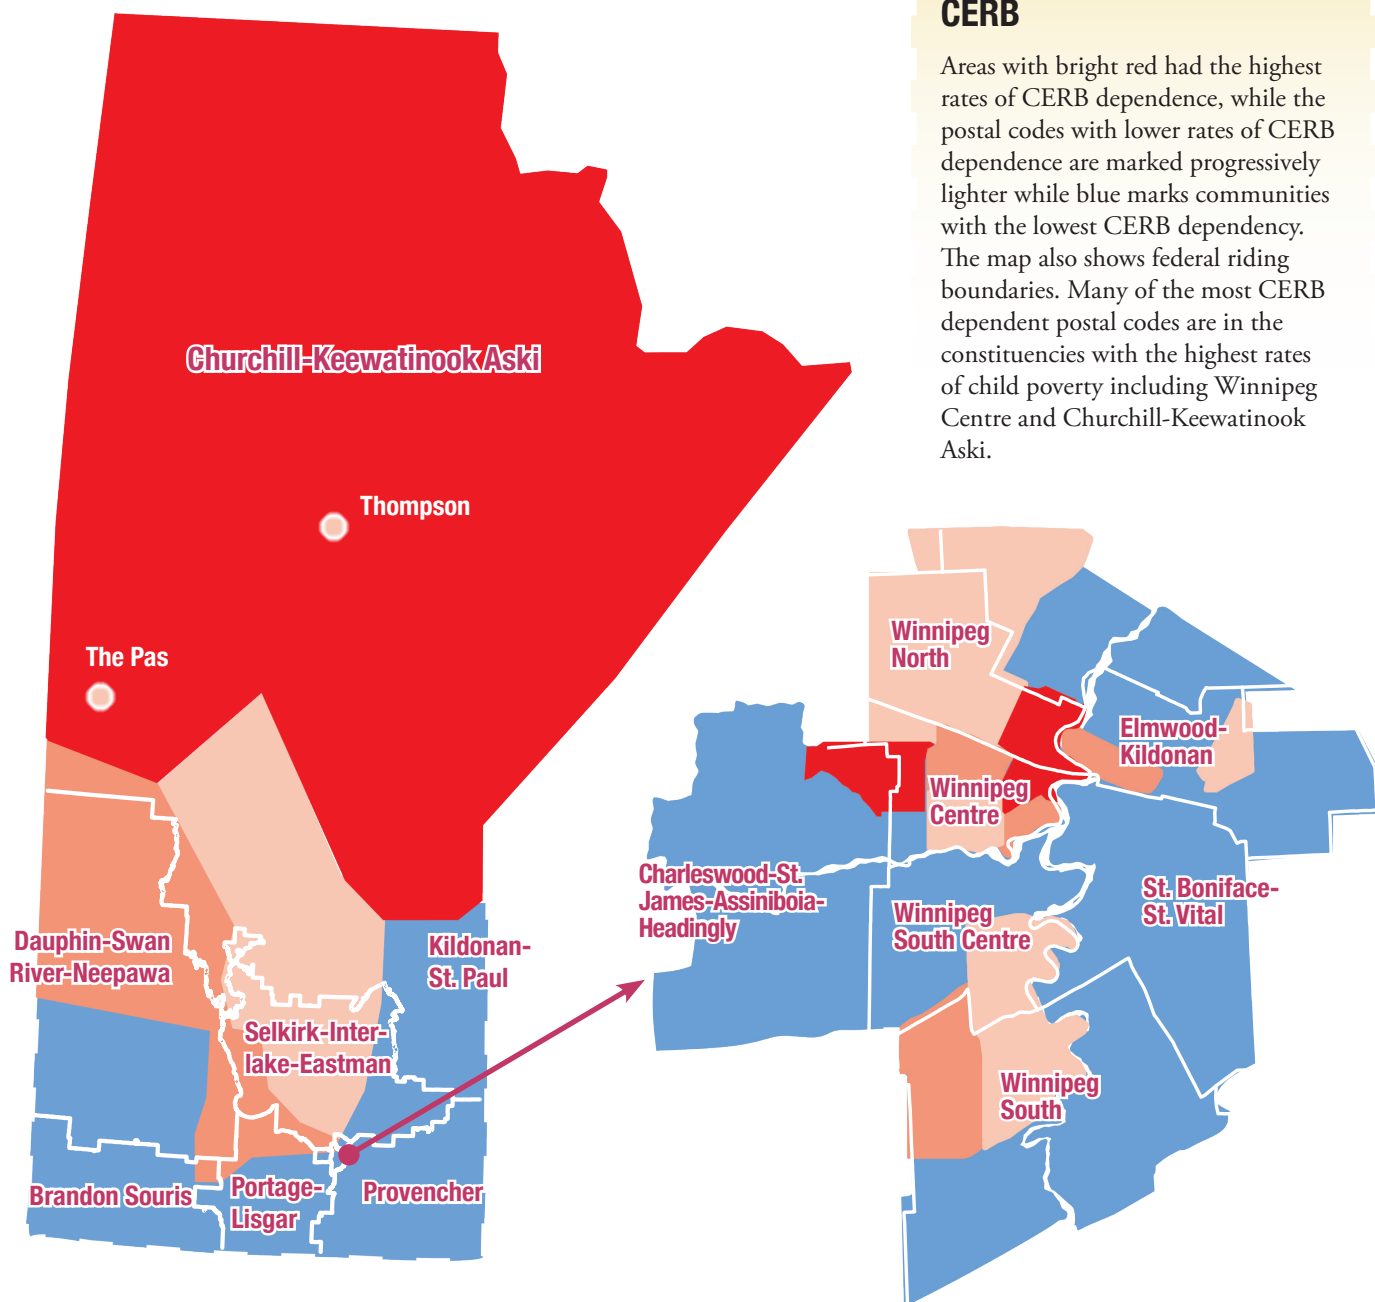 CERB
Areas with bright red had the highest
rates of CERB dependence, while the
postal codes with lower rates of CERB
dependence are marked progressively
lighter while blue marks communities
with the lowest CERB dependency.
The map also shows federal riding
boundaries. Many of the most CERB
dependent postal codes are in the
constituencies with the highest rates
of child poverty including Winnipeg
Centre and Churchill-Keewatinook
Aski.
Churchill-Keewatinook Aski
Thompson
The Pas
Dauphin-Swan
River-Neepawa
Kildonan-
St. Paul
Selkirk-Inter-
lake-Eastman
Brandon Souris
Portage-
Lisgar
Provencher
Winnipeg
North
Elmwood-
Kildonan
Winnipeg
Centre
Charleswood-St.
James-Assiniboia-
Headingly
Winnipeg
South Centre
St. Boniface-
St. Vital
Winnipeg
South